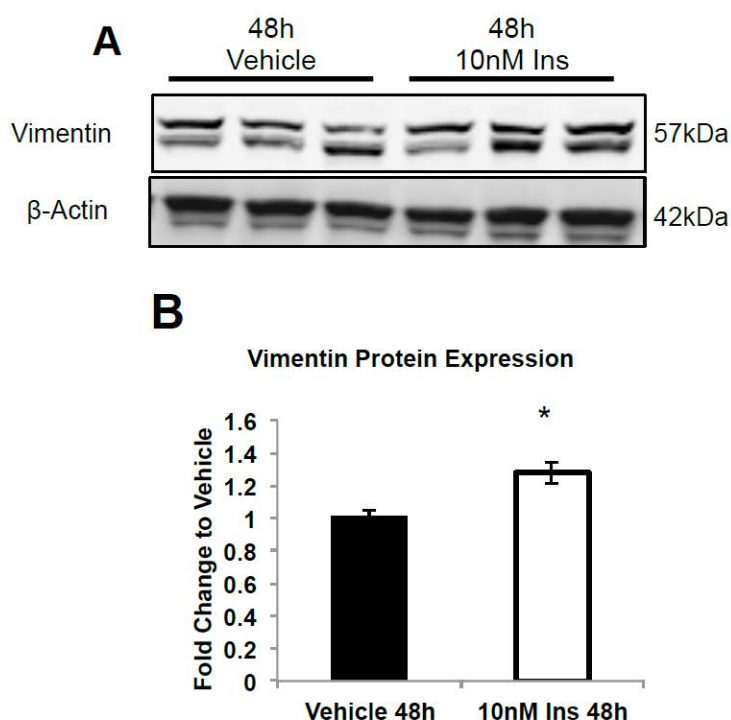 A
48h
Vehicle
48h
10nM Ins
Vimentin
57kDa
β-Actin
42kDa
B
Vimentin Protein Expression
Fold Change to Vehicle
1.6
1.4
1.2
1
0.8
0.6
0.4
0.2
0
*
Vehicle 48h
10nM Ins 48h